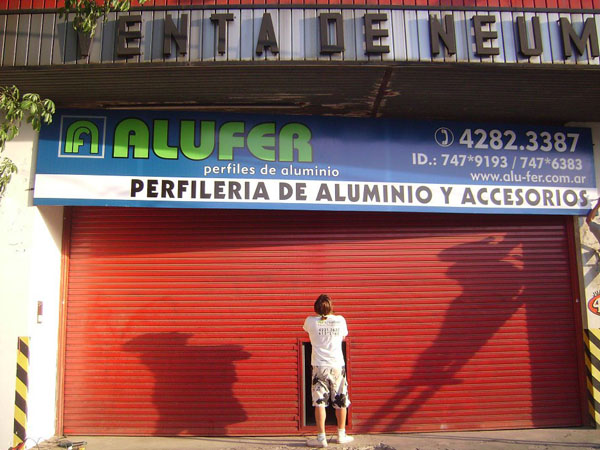 VENTA DE NEUM
ALUFER
perfiles de aluminio
4282.3387
ID.: 747*9193 / 747*6383
www.alu-fer.com.ar
PERFILERIA DE ALUMINIO Y ACCESORIOS